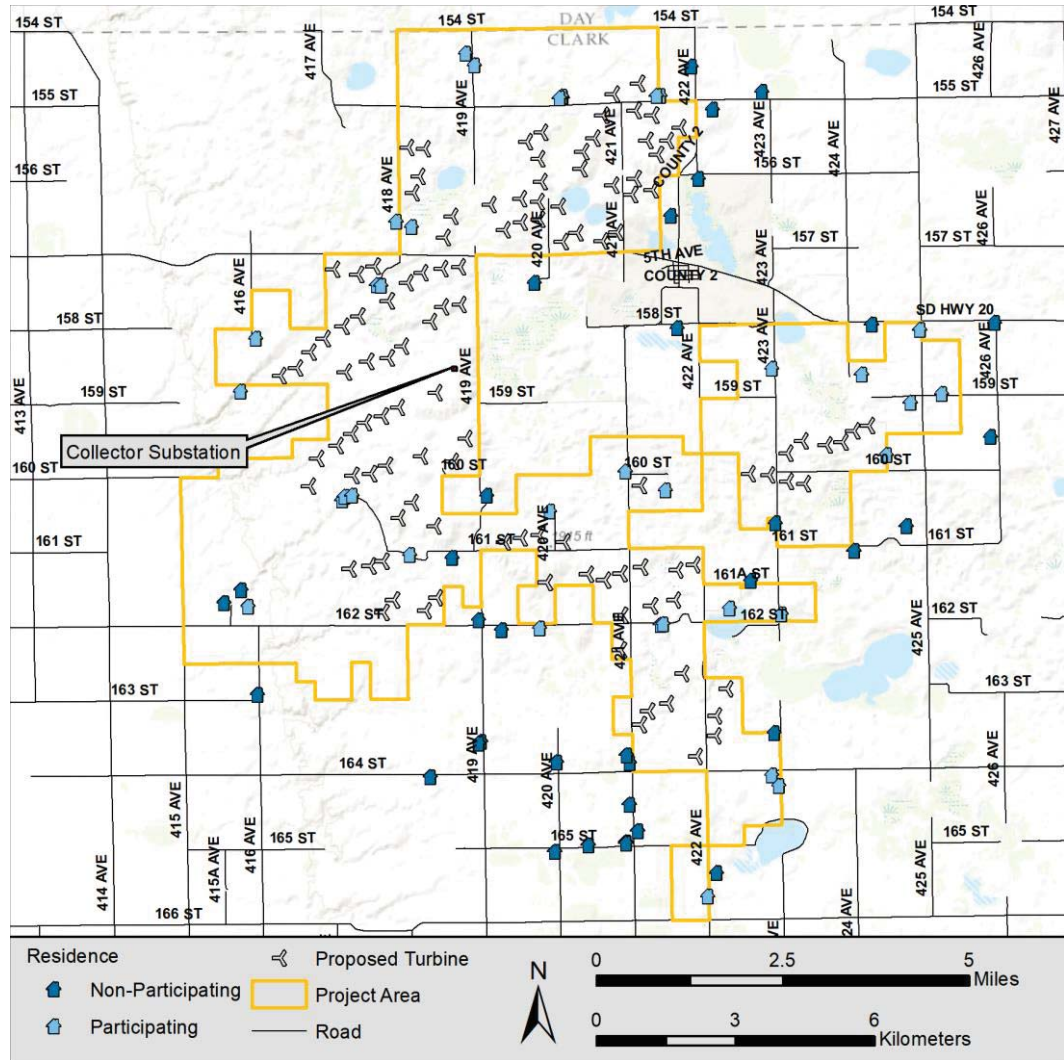 154 ST
DAY
CLARK
154 ST
154 ST
417 AVE
419 AVE
422 AVE
426 AVE
155 ST
155 ST
421 AVE
423 AVE
424 AVE
427 AVE
156 ST
COUNTY 2
156 ST
418 AVE
420 AVE
421 AVE
426 AVE
157 ST
157 ST
5TH AVE
COUNTY 2
423 AVE
416 AVE
158 ST
158 ST
SD HWY 20
422 AVE
423 AVE
426 AVE
413 AVE
159 ST
419 AVE
159 ST
159 ST
159 ST
Collector Substation
160 ST
160 ST
160 ST
160 ST
161 ST
161 ST
420 AVE
1915 ft
161 ST
161 ST
161A ST
162 ST
162 ST
162 ST
421 AVE
425 AVE
163 ST
163 ST
164 ST
419 AVE
420 AVE
426 AVE
415 AVE
416 AVE
165 ST
165 ST
422 AVE
165 ST
414 AVE
415A AVE
425 AVE
166 ST
24 AVE
Residence
Non-Participating
Participating
Proposed Turbine
Project Area
Road
N
0 2.5 5
Miles
0 3 6
Kilometers